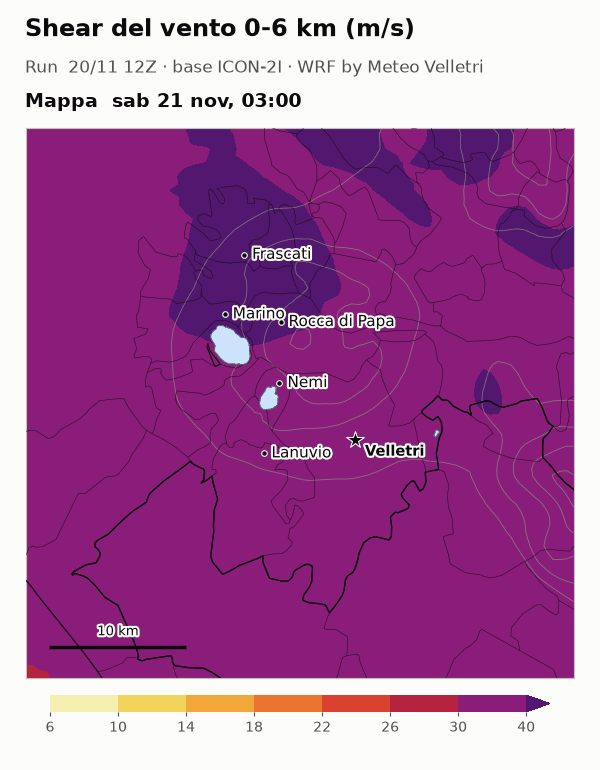 Shear del vento 0-6 km (m/s)
Run  20/11 12Z · base ICON-2I · WRF by Meteo Velletri
Mappa  sab 21 nov, 03:00
Frascati
Marino
Rocca di Papa
Nemi
Velletri
Lanuvio
10 km
6 10 14 18 22 26 30 40